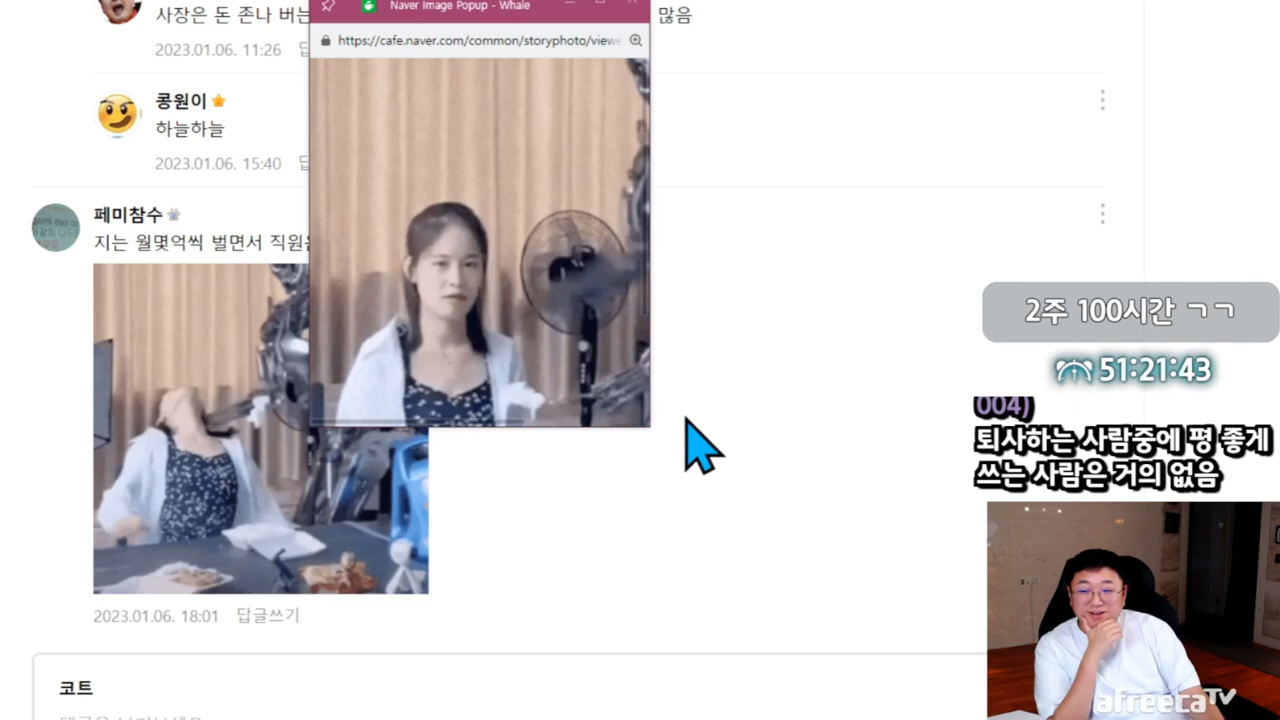 사장은 돈 존나 버는
많음
2023.01.06. 11:26
Naver Image Popup - Whale
https://cafe.naver.com/common/storyphoto/viewe
콩원이
하늘하늘
2023.01.06. 15:40
페미참수
지는 월몇억씩 벌면서 직원은
2023.01.06. 18:01 답글쓰기
코트
2주 100시간 ㄱㄱ
51:21:43
004)
퇴사하는 사람중에 평 좋게
쓰는 사람은 거의 없음
afreecaTV